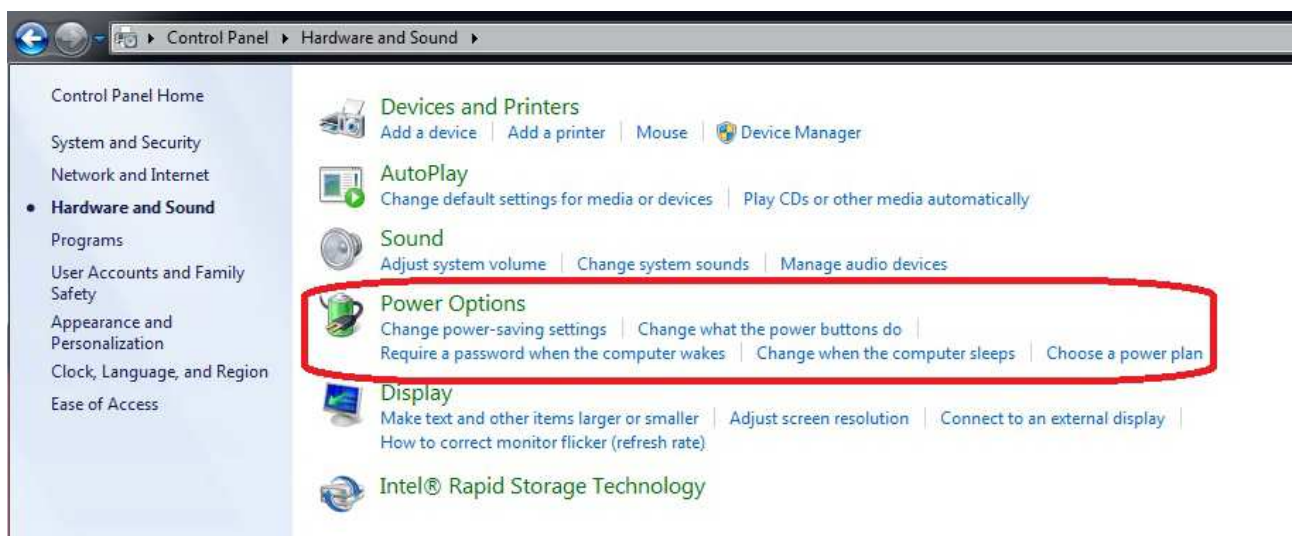 Control Panel Hardware and Sound
Control Panel Home
System and Security
Network and Internet
Hardware and Sound
Programs
User Accounts and Family
Safety
Appearance and
Personalization
Clock, Language, and Region
Ease of Access
Devices and Printers
Add a device Add a printer Mouse Device Manager
AutoPlay
Change default settings for media or devices Play CDs or other media automatically
Sound
Adjust system volume Change system sounds Manage audio devices
Power Options
Change power-saving settings Change what the power buttons do
Require a password when the computer wakes Change when the computer sleeps Choose a power plan
Display
Make text and other items larger or smaller Adjust screen resolution Connect to an external display
How to correct monitor flicker (refresh rate)
Intel® Rapid Storage Technology